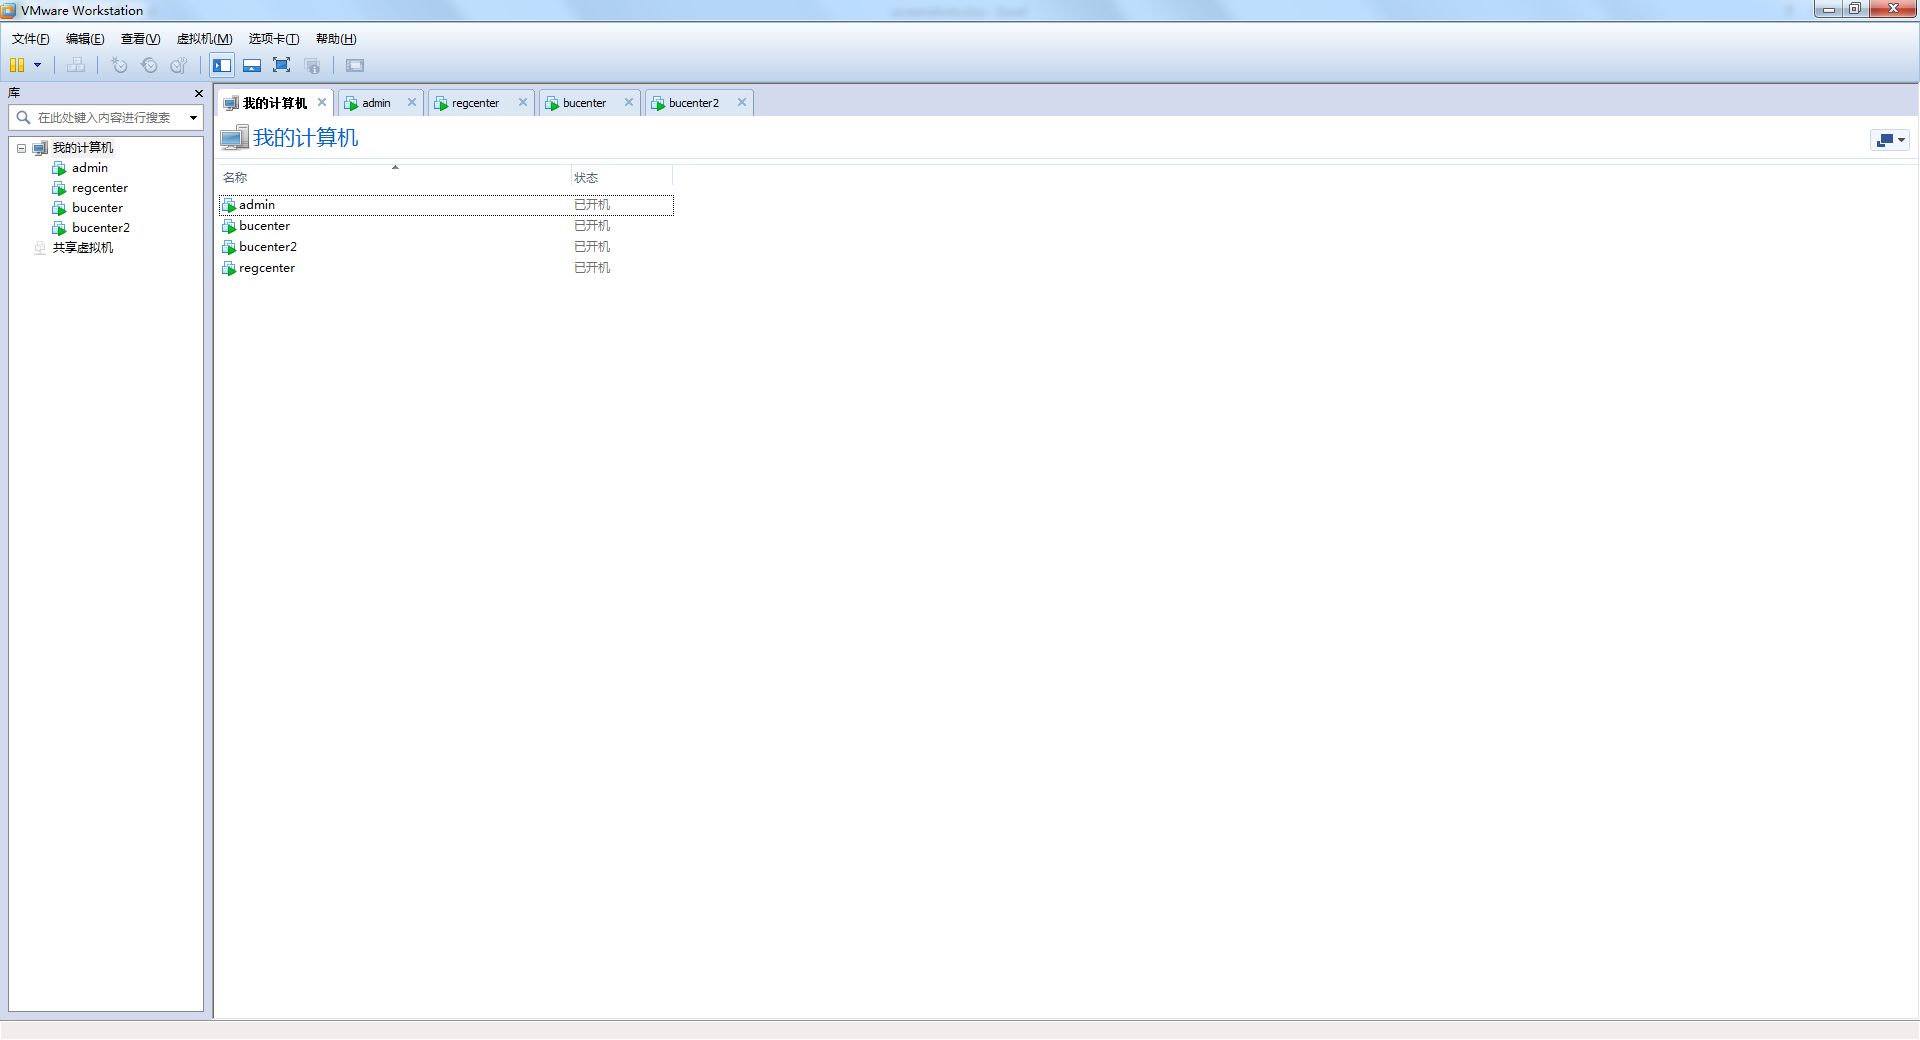 VMware Workstation
文件(F) 编辑(E) 查看(V) 虚拟机(M) 选项卡(T) 帮助(H)
库
在此处键入内容进行搜索
我的计算机
admin
regcenter
bucenter
bucenter2
共享虚拟机
我的计算机 admin regcenter bucenter bucenter2
我的计算机
名称 状态
admin 已开机
bucenter 已开机
bucenter2 已开机
regcenter 已开机